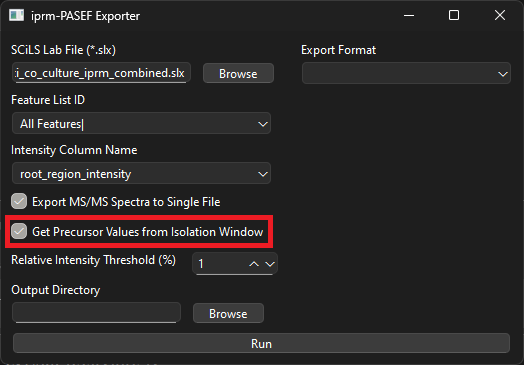 iprm-PASEF Exporter
SCiLS Lab File (*.slx)
:i_co_culture_iprm_combined.slx
Browse
Export Format
Feature List ID
All Features
Intensity Column Name
root_region_intensity
Export MS/MS Spectra to Single File
Get Precursor Values from Isolation Window
Relative Intensity Threshold (%)
1
Output Directory
Browse
Run